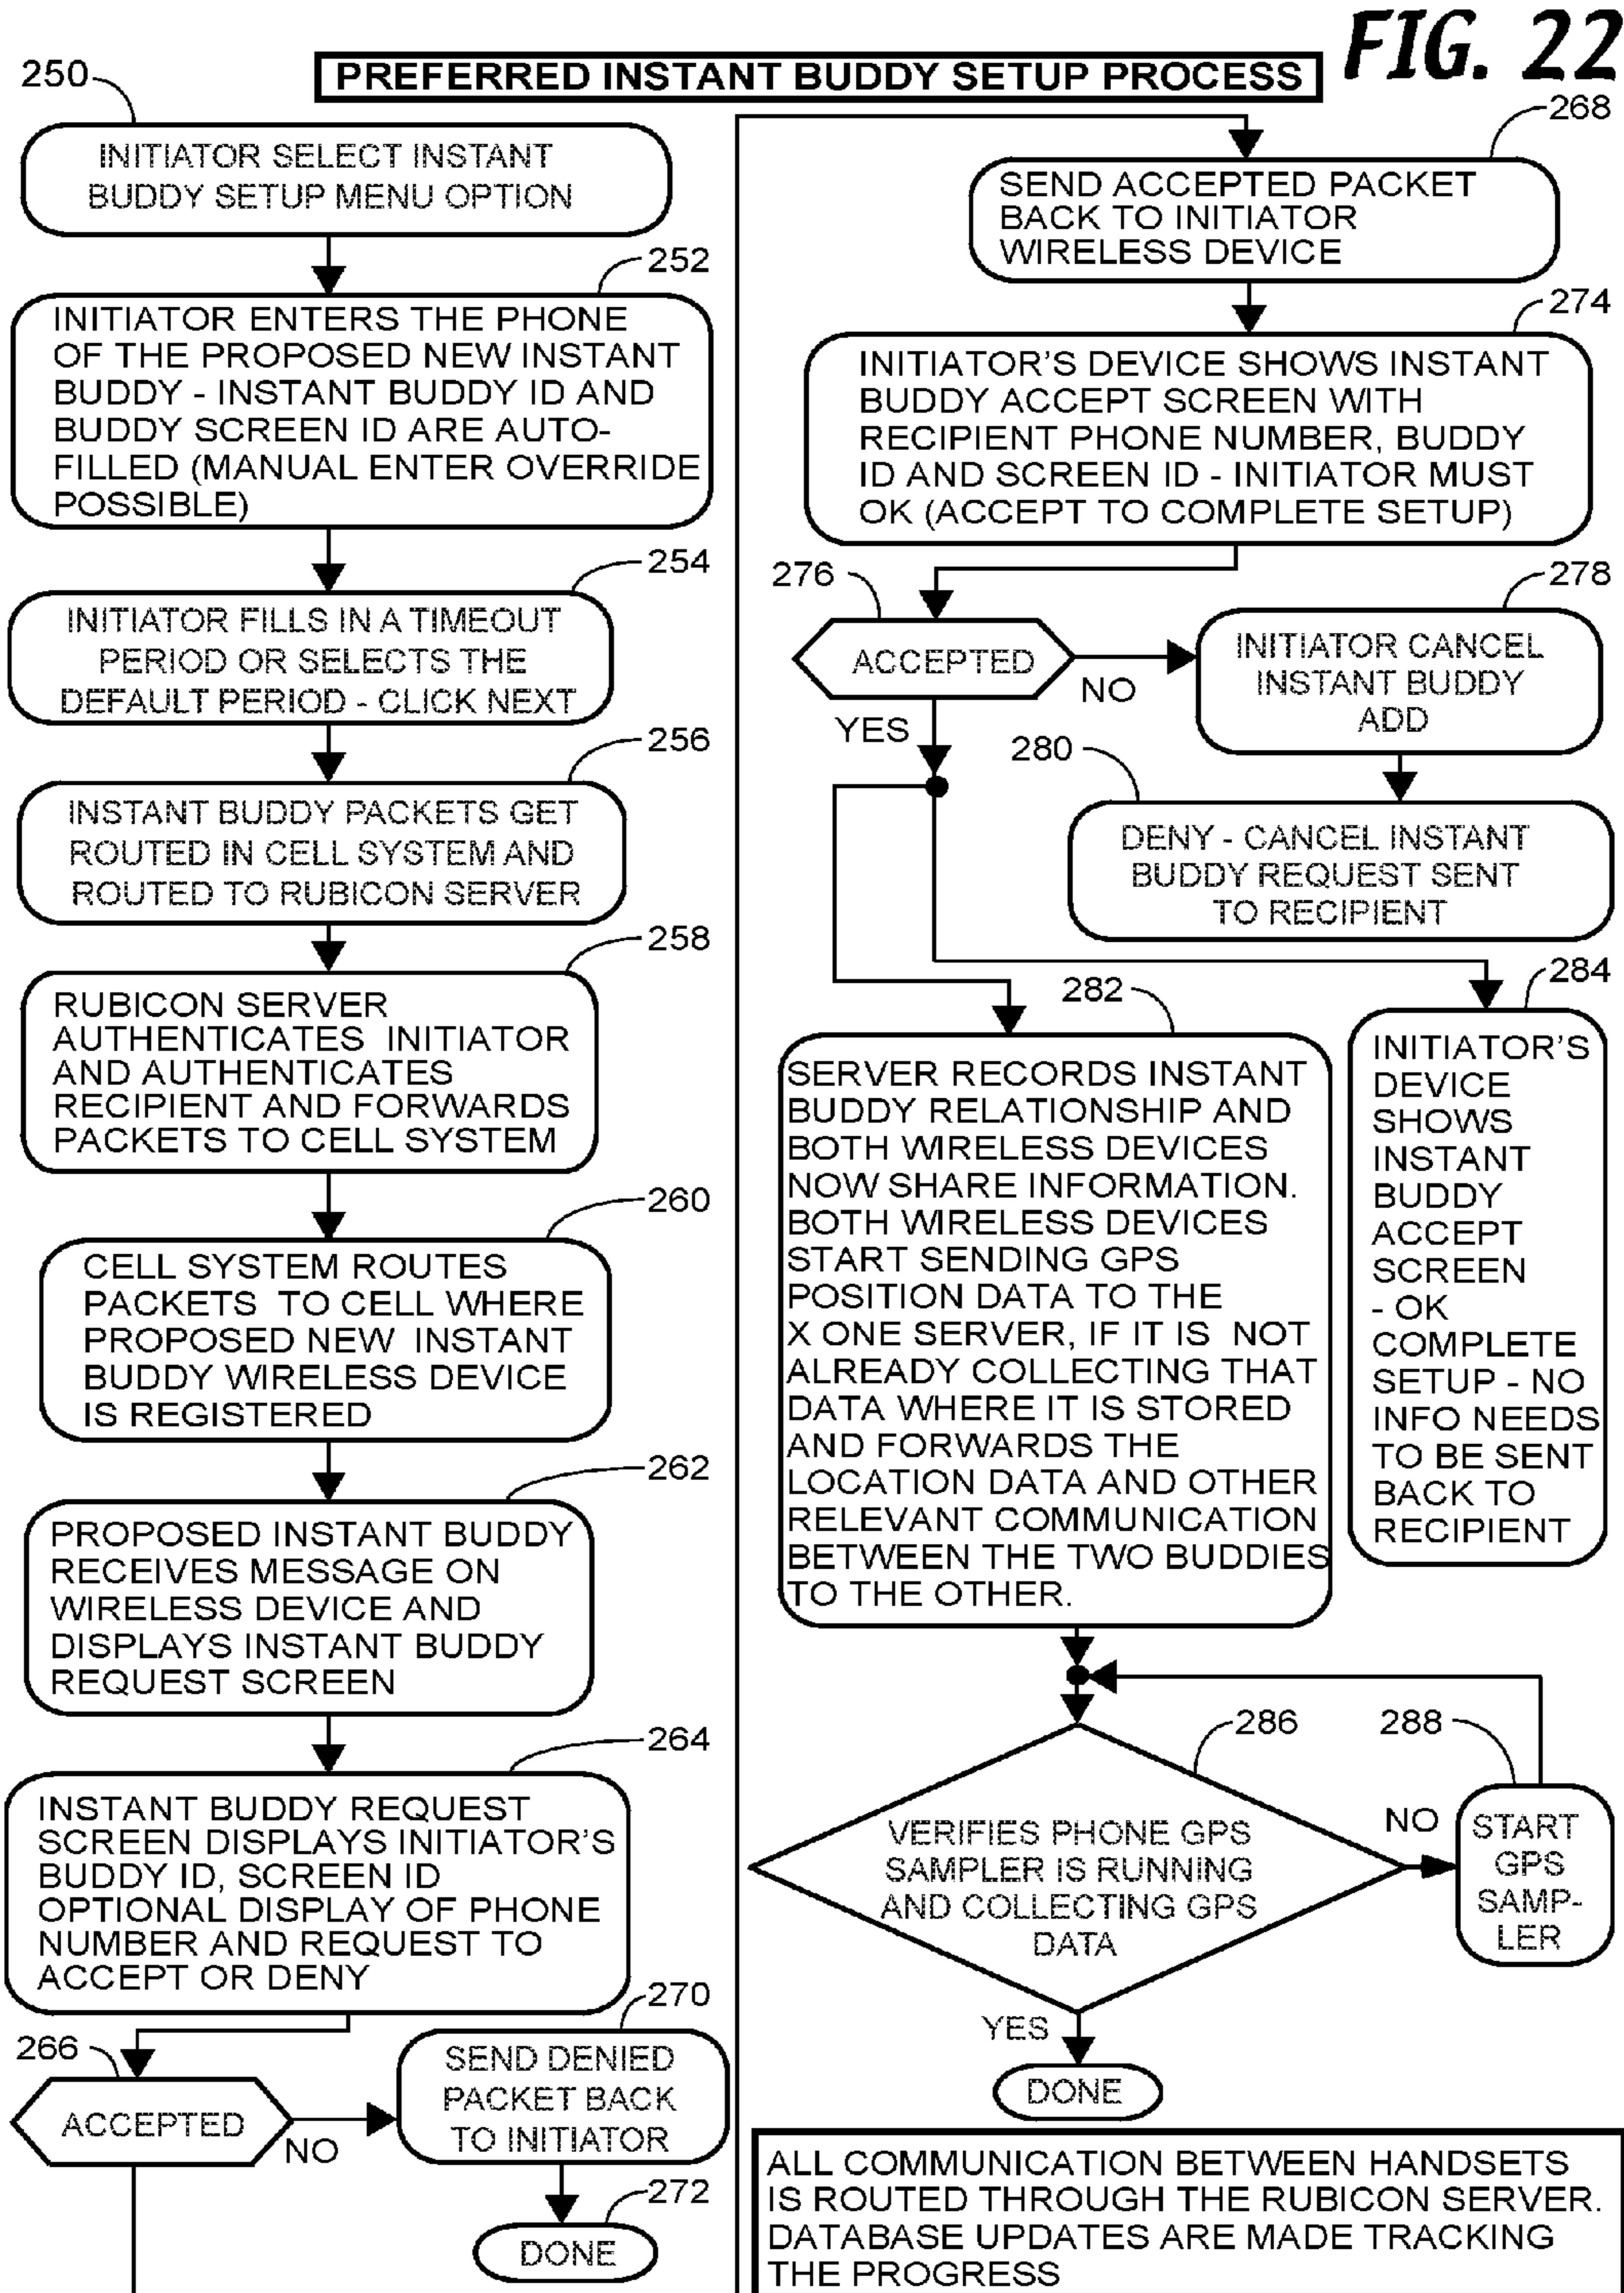 FIG. 22
PREFERRED INSTANT BUDDY SETUP PROCESS
250
INITIATOR SELECT INSTANT
BUDDY SETUP MENU OPTION
252
INITIATOR ENTERS THE PHONE
OF THE PROPOSED NEW INSTANT
BUDDY - INSTANT BUDDY ID AND
BUDDY SCREEN ID ARE AUTO-
FILLED (MANUAL ENTER OVERRIDE
POSSIBLE)
254
INITIATOR FILLS IN A TIMEOUT
PERIOD OR SELECTS THE
DEFAULT PERIOD - CLICK NEXT
256
INSTANT BUDDY PACKETS GET
ROUTED IN CELL SYSTEM AND
ROUTED TO RUBICON SERVER
258
RUBICON SERVER
AUTHENTICATES INITIATOR
AND AUTHENTICATES
RECIPIENT AND FORWARDS
PACKETS TO CELL SYSTEM
260
CELL SYSTEM ROUTES
PACKETS TO CELL WHERE
PROPOSED NEW INSTANT
BUDDY WIRELESS DEVICE
IS REGISTERED
262
PROPOSED INSTANT BUDDY
RECEIVES MESSAGE ON
WIRELESS DEVICE AND
DISPLAYS INSTANT BUDDY
REQUEST SCREEN
264
INSTANT BUDDY REQUEST
SCREEN DISPLAYS INITIATOR'S
BUDDY ID, SCREEN ID
OPTIONAL DISPLAY OF PHONE
NUMBER AND REQUEST TO
ACCEPT OR DENY
266
ACCEPTED
NO
270
SEND DENIED
PACKET BACK
TO INITIATOR
272
DONE
268
SEND ACCEPTED PACKET
BACK TO INITIATOR
WIRELESS DEVICE
274
INITIATOR'S DEVICE SHOWS INSTANT
BUDDY ACCEPT SCREEN WITH
RECIPIENT PHONE NUMBER, BUDDY
ID AND SCREEN ID - INITIATOR MUST
OK (ACCEPT TO COMPLETE SETUP)
276
ACCEPTED
NO
YES
278
INITIATOR CANCEL
INSTANT BUDDY
ADD
280
DENY - CANCEL INSTANT
BUDDY REQUEST SENT
TO RECIPIENT
282
SERVER RECORDS INSTANT
BUDDY RELATIONSHIP AND
BOTH WIRELESS DEVICES
NOW SHARE INFORMATION.
BOTH WIRELESS DEVICES
START SENDING GPS
POSITION DATA TO THE
X ONE SERVER, IF IT IS NOT
ALREADY COLLECTING THAT
DATA WHERE IT IS STORED
AND FORWARDS THE
LOCATION DATA AND OTHER
RELEVANT COMMUNICATION
BETWEEN THE TWO BUDDIES
TO THE OTHER.
284
INITIATOR'S
DEVICE
SHOWS
INSTANT
BUDDY
ACCEPT
SCREEN
- OK
COMPLETE
SETUP - NO
INFO NEEDS
TO BE SENT
BACK TO
RECIPIENT
286
VERIFIES PHONE GPS
SAMPLER IS RUNNING
AND COLLECTING GPS
DATA
NO
288
START
GPS
SAMP-
LER
YES
DONE
ALL COMMUNICATION BETWEEN HANDSETS
IS ROUTED THROUGH THE RUBICON SERVER.
DATABASE UPDATES ARE MADE TRACKING
THE PROGRESS